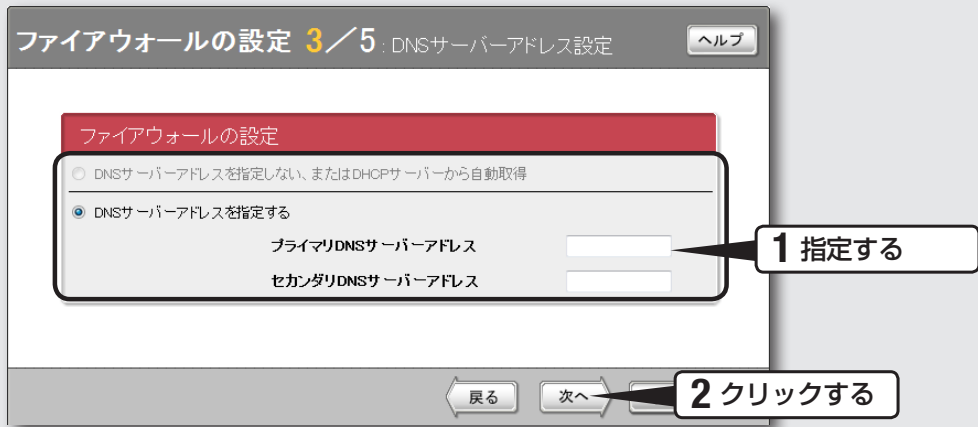 ファイアウォールの設定 3／5 : DNSサーバーアドレス設定
ヘルプ
ファイアウォールの設定
DNSサーバーアドレスを指定しない、またはDHCPサーバーから自動取得
DNSサーバーアドレスを指定する
プライマリDNSサーバーアドレス
1 指定する
セカンダリDNSサーバーアドレス
戻る
次へ
2 クリックする